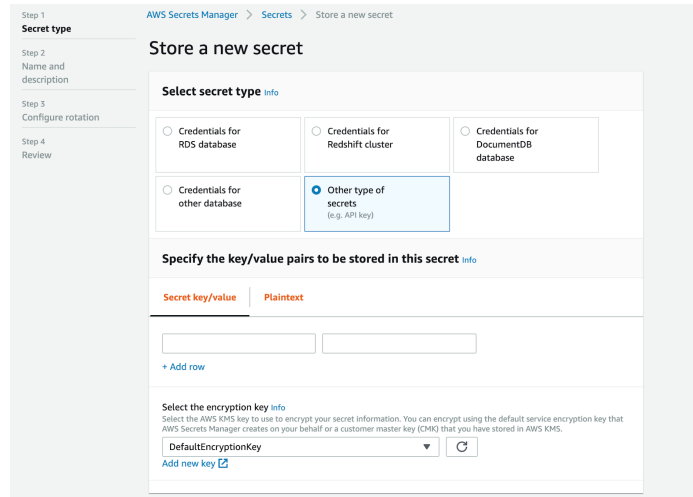 Step 1
Secret type
Step 2
Name and
description
Step 3
Configure rotation
Step 4
Review
AWS Secrets Manager > Secrets > Store a new secret
Store a new secret
Select secret type Info
Credentials for
RDS database
Credentials for
Redshift cluster
Credentials for
DocumentDB
database
Credentials for
other database
Other type of
secrets
(e.g. API key)
Specify the key/value pairs to be stored in this secret Info
Secret key/value Plaintext
+ Add row
Select the encryption key Info
Select the AWS KMS key to use to encrypt your secret information. You can encrypt using the default service encryption key that
AWS Secrets Manager creates on your behalf or a customer master key (CMK) that you have stored in AWS KMS.
DefaultEncryptionKey
Add new key